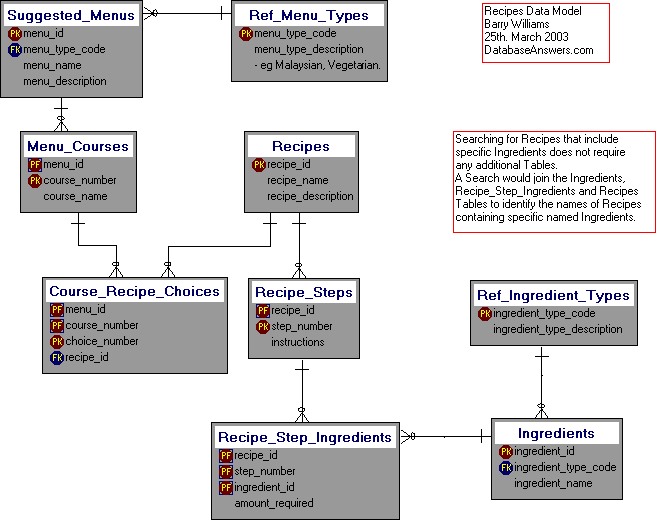 Suggested_Menus
PK menu_id
FK menu_type_code
menu_name
menu_description
Ref_Menu_Types
PK menu_type_code
menu_type_description
- eg Malaysian, Vegetarian.
Recipes Data Model
Barry Williams
25th. March 2003
DatabaseAnswers.com
Menu_Courses
PF menu_id
PK course_number
course_name
Recipes
PK recipe_id
recipe_name
recipe_description
Searching for Recipes that include
specific Ingredients does not require
any additional Tables.
A Search would join the Ingredients,
Recipe_Step_Ingredients and Recipes
Tables to identify the names of Recipes
containing specific named Ingredients.
Course_Recipe_Choices
PF menu_id
PF course_number
PK choice_number
FK recipe_id
Recipe_Steps
PF recipe_id
PK step_number
instructions
Ref_Ingredient_Types
PK ingredient_type_code
ingredient_type_description
Recipe_Step_Ingredients
PF recipe_id
PF step_number
PF ingredient_id
amount_required
Ingredients
PK ingredient_id
FK ingredient_type_code
ingredient_name